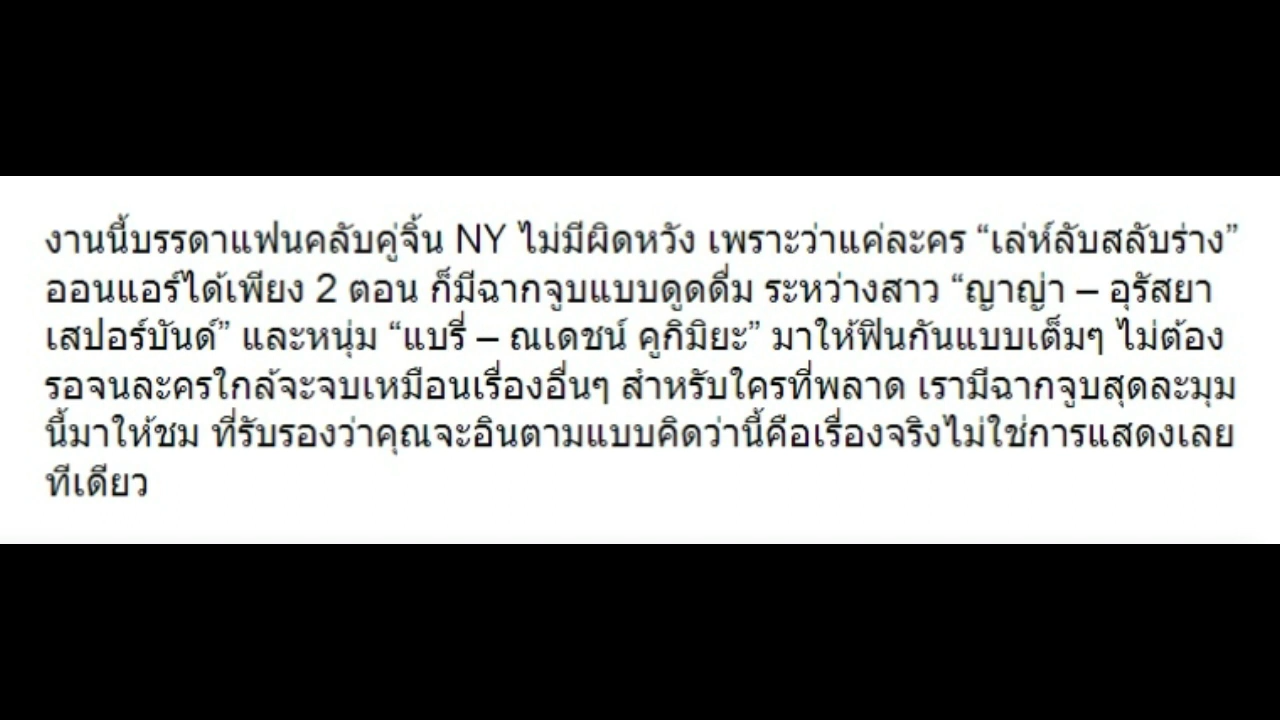 งานนี้บรรดาแฟนคลับคู่จิ้น NY ไม่มีผิดหวัง เพราะว่าแค่ละคร “เล่ห์ลับสลับร่าง”
ออนแอร์ได้เพียง 2 ตอน ก็มีฉากจูบแบบดูดดื่ม ระหว่างสาว “ญาญ่า – อุรัสยา
เสปอร์บันด์” และหนุ่ม “แบรี่ – ณเดชน์ คูกิมิยะ” มาให้ฟินกันแบบเต็มๆ ไม่ต้อง
รอจนละครใกล้จะจบเหมือนเรื่องอื่นๆ สำหรับใครที่พลาด เรามีฉากจูบสุดละมุม
นี้มาให้ชม ที่รับรองว่าคุณจะอินตามแบบคิดว่านี้คือเรื่องจริงไม่ใช่การแสดงเลย
ทีเดียว